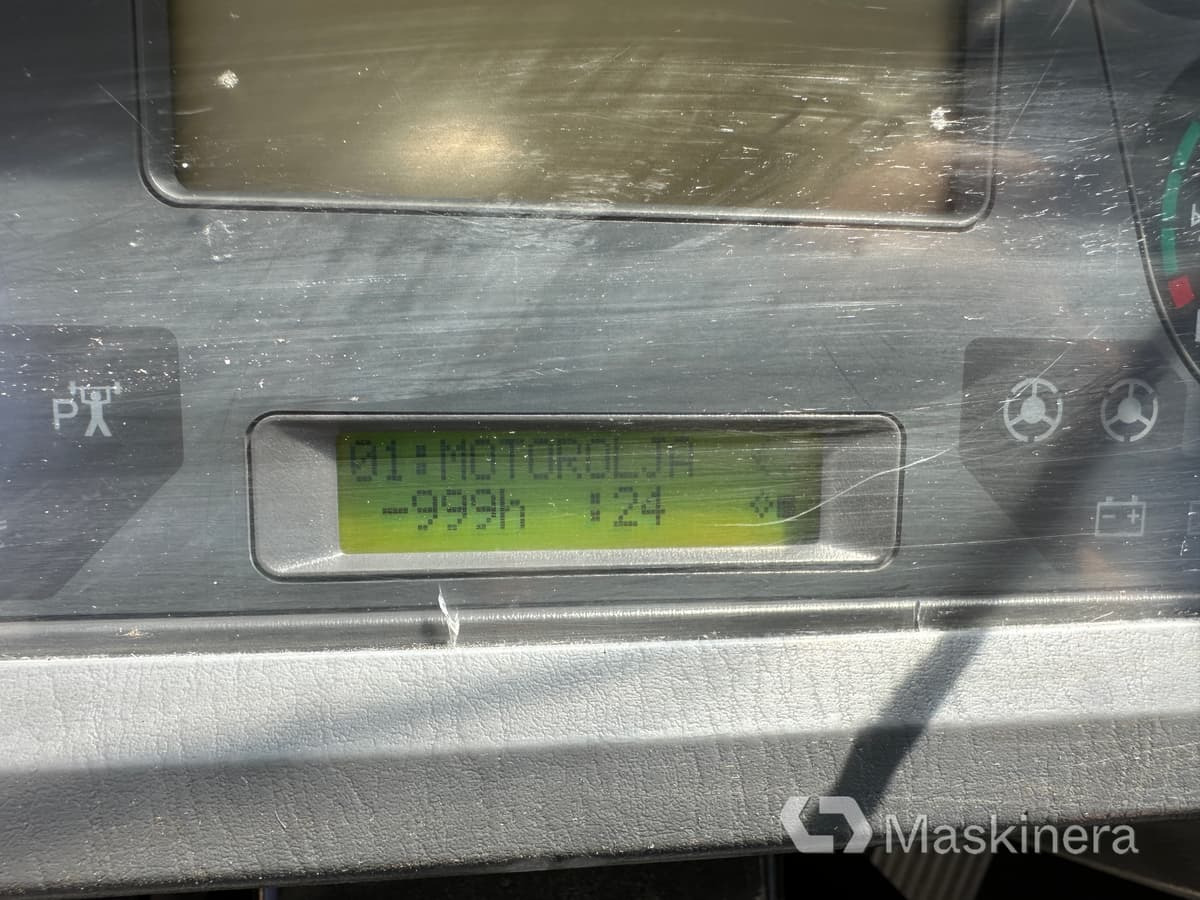 P
01:MOTOROLJA
-999h :24
- +
Maskinera